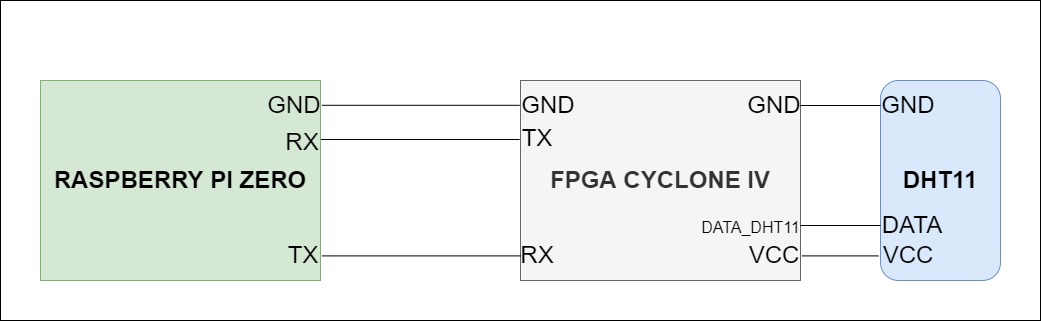 GND GND GND GND
RX TX
RASPBERRY PI ZERO FPGA CYCLONE IV DHT11
DATA_DHT11 DATA
TX RX VCC VCC